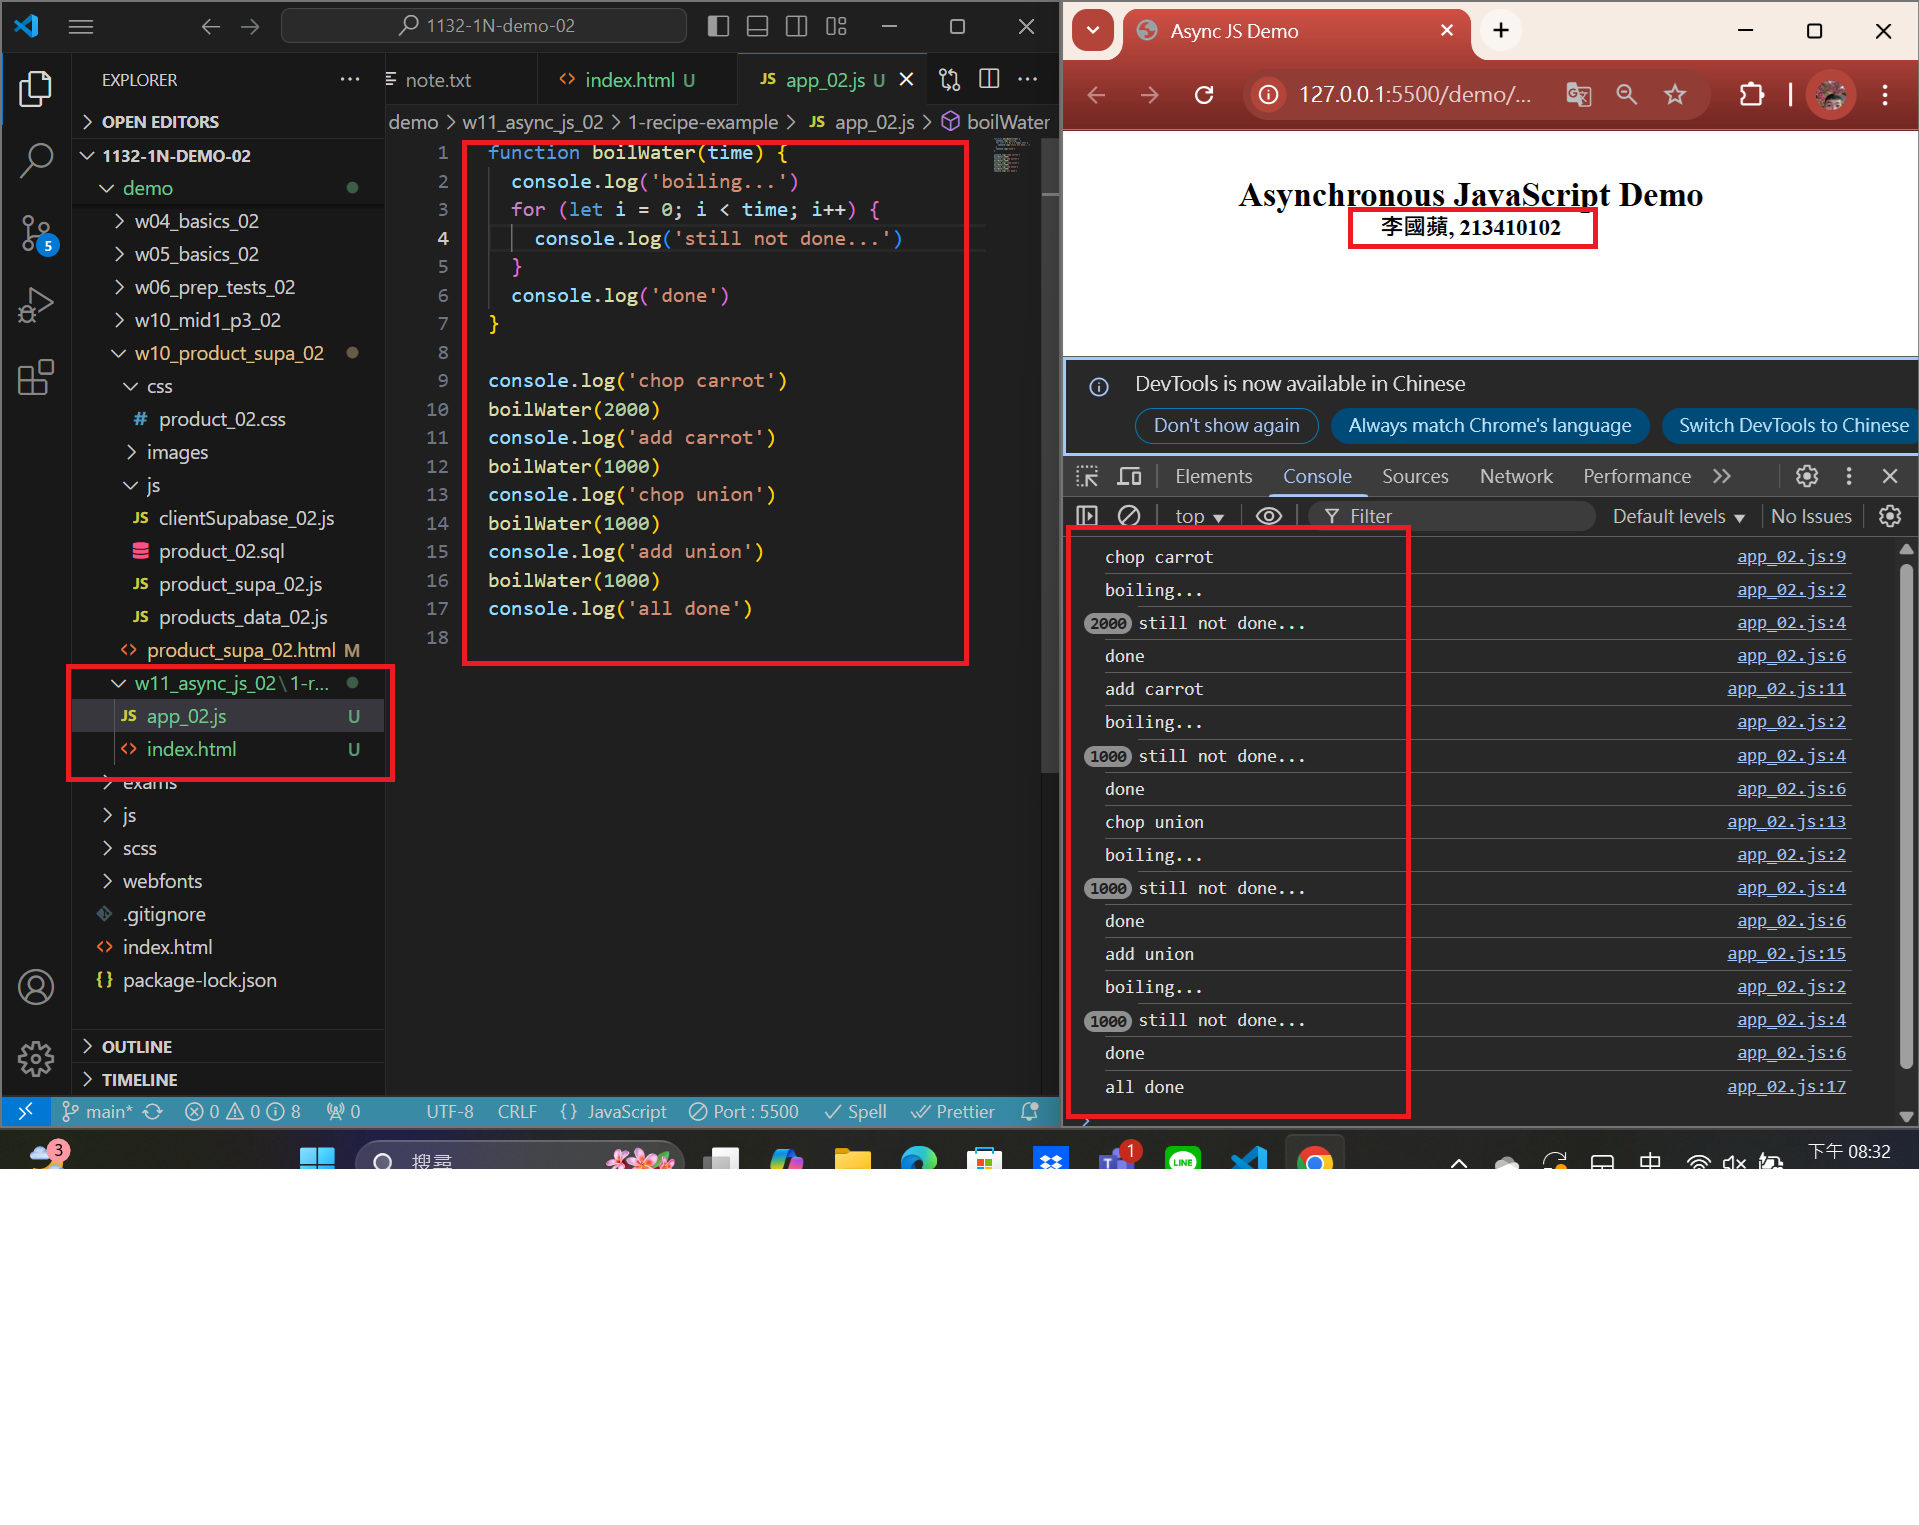 1132-1N-demo-02
EXPLORER
OPEN EDITORS
1132-1N-DEMO-02
demo
w04_basics_02
w05_basics_02
w06_prep_tests_02
w10_mid1_p3_02
w10_product_supa_02
css
# product_02.css
images
js
JS clientSupabase_02.js
product_02.sql
JS product_supa_02.js
JS products_data_02.js
<> product_supa_02.html M
w11_async_js_02\1-r...
JS app_02.js U
<> index.html U
exams
js
scss
webfonts
.gitignore
<> index.html
{} package-lock.json
OUTLINE
TIMELINE
5
note.txt
<> index.html U
JS app_02.js U
demo > w11_async_js_02 > 1-recipe-example > JS app_02.js > boilWater
1 function boilWater(time) {
2 console.log('boiling...')
3 for (let i = 0; i < time; i++) {
4 console.log('still not done...')
5 }
6 console.log('done')
7 }
8
9 console.log('chop carrot')
10 boilWater(2000)
11 console.log('add carrot')
12 boilWater(1000)
13 console.log('chop union')
14 boilWater(1000)
15 console.log('add union')
16 boilWater(1000)
17 console.log('all done')
18
main* 0 0 8 0 UTF-8 CRLF {} JavaScript Port : 5500 Spell Prettier
Async JS Demo
127.0.0.1:5500/demo/...
Asynchronous JavaScript Demo
李國蘋, 213410102
DevTools is now available in Chinese
Don't show again
Always match Chrome's language
Switch DevTools to Chinese
Elements Console Sources Network Performance
top Filter Default levels No Issues
chop carrot app_02.js:9
boiling... app_02.js:2
2000 still not done... app_02.js:4
done app_02.js:6
add carrot app_02.js:11
boiling... app_02.js:2
1000 still not done... app_02.js:4
done app_02.js:6
chop union app_02.js:13
boiling... app_02.js:2
1000 still not done... app_02.js:4
done app_02.js:6
add union app_02.js:15
boiling... app_02.js:2
1000 still not done... app_02.js:4
done app_02.js:6
all done app_02.js:17
3
搜尋
1
LINE
中
下午 08:32